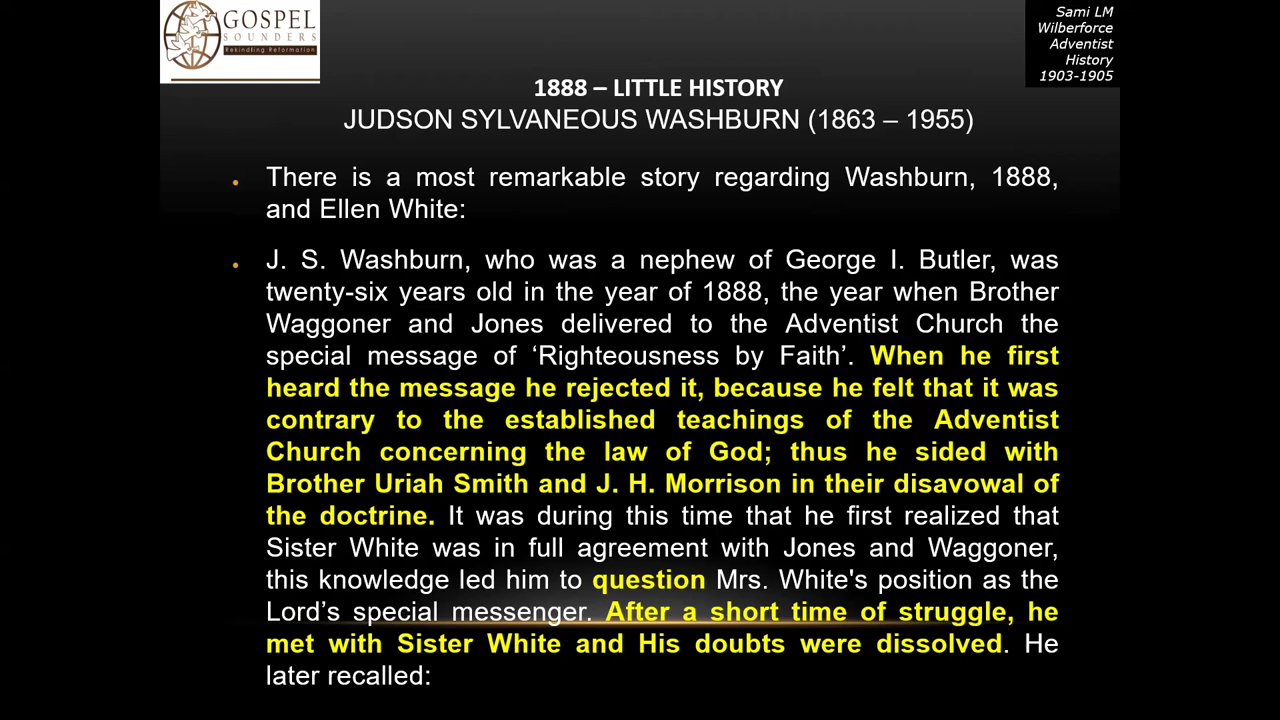 GOSPEL
SOUNDERS
Rekindling Reformation
Sami LM
Wilberforce
Adventist
History
1903-1905
1888 – LITTLE HISTORY
JUDSON SYLVANEOUS WASHBURN (1863 – 1955)
• There is a most remarkable story regarding Washburn, 1888,
and Ellen White:
• J. S. Washburn, who was a nephew of George I. Butler, was
twenty-six years old in the year of 1888, the year when Brother
Waggoner and Jones delivered to the Adventist Church the
special message of ‘Righteousness by Faith’. When he first
heard the message he rejected it, because he felt that it was
contrary to the established teachings of the Adventist
Church concerning the law of God; thus he sided with
Brother Uriah Smith and J. H. Morrison in their disavowal of
the doctrine. It was during this time that he first realized that
Sister White was in full agreement with Jones and Waggoner,
this knowledge led him to question Mrs. White's position as the
Lord’s special messenger. After a short time of struggle, he
met with Sister White and His doubts were dissolved. He
later recalled: